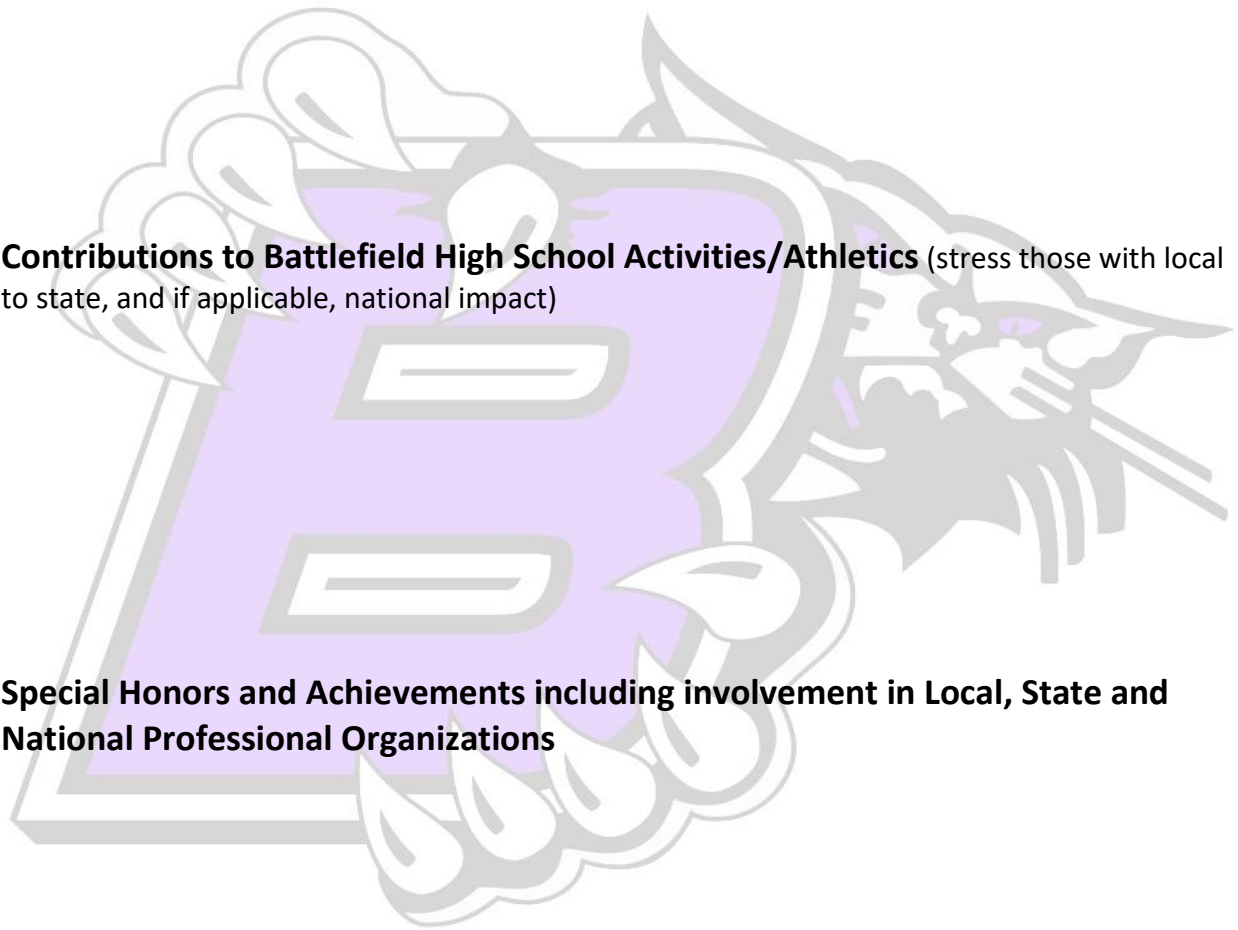 Contributions to Battlefield High School Activities/Athletics (stress those with local
to state, and if applicable, national impact)
B
Special Honors and Achievements including involvement in Local, State and
National Professional Organizations